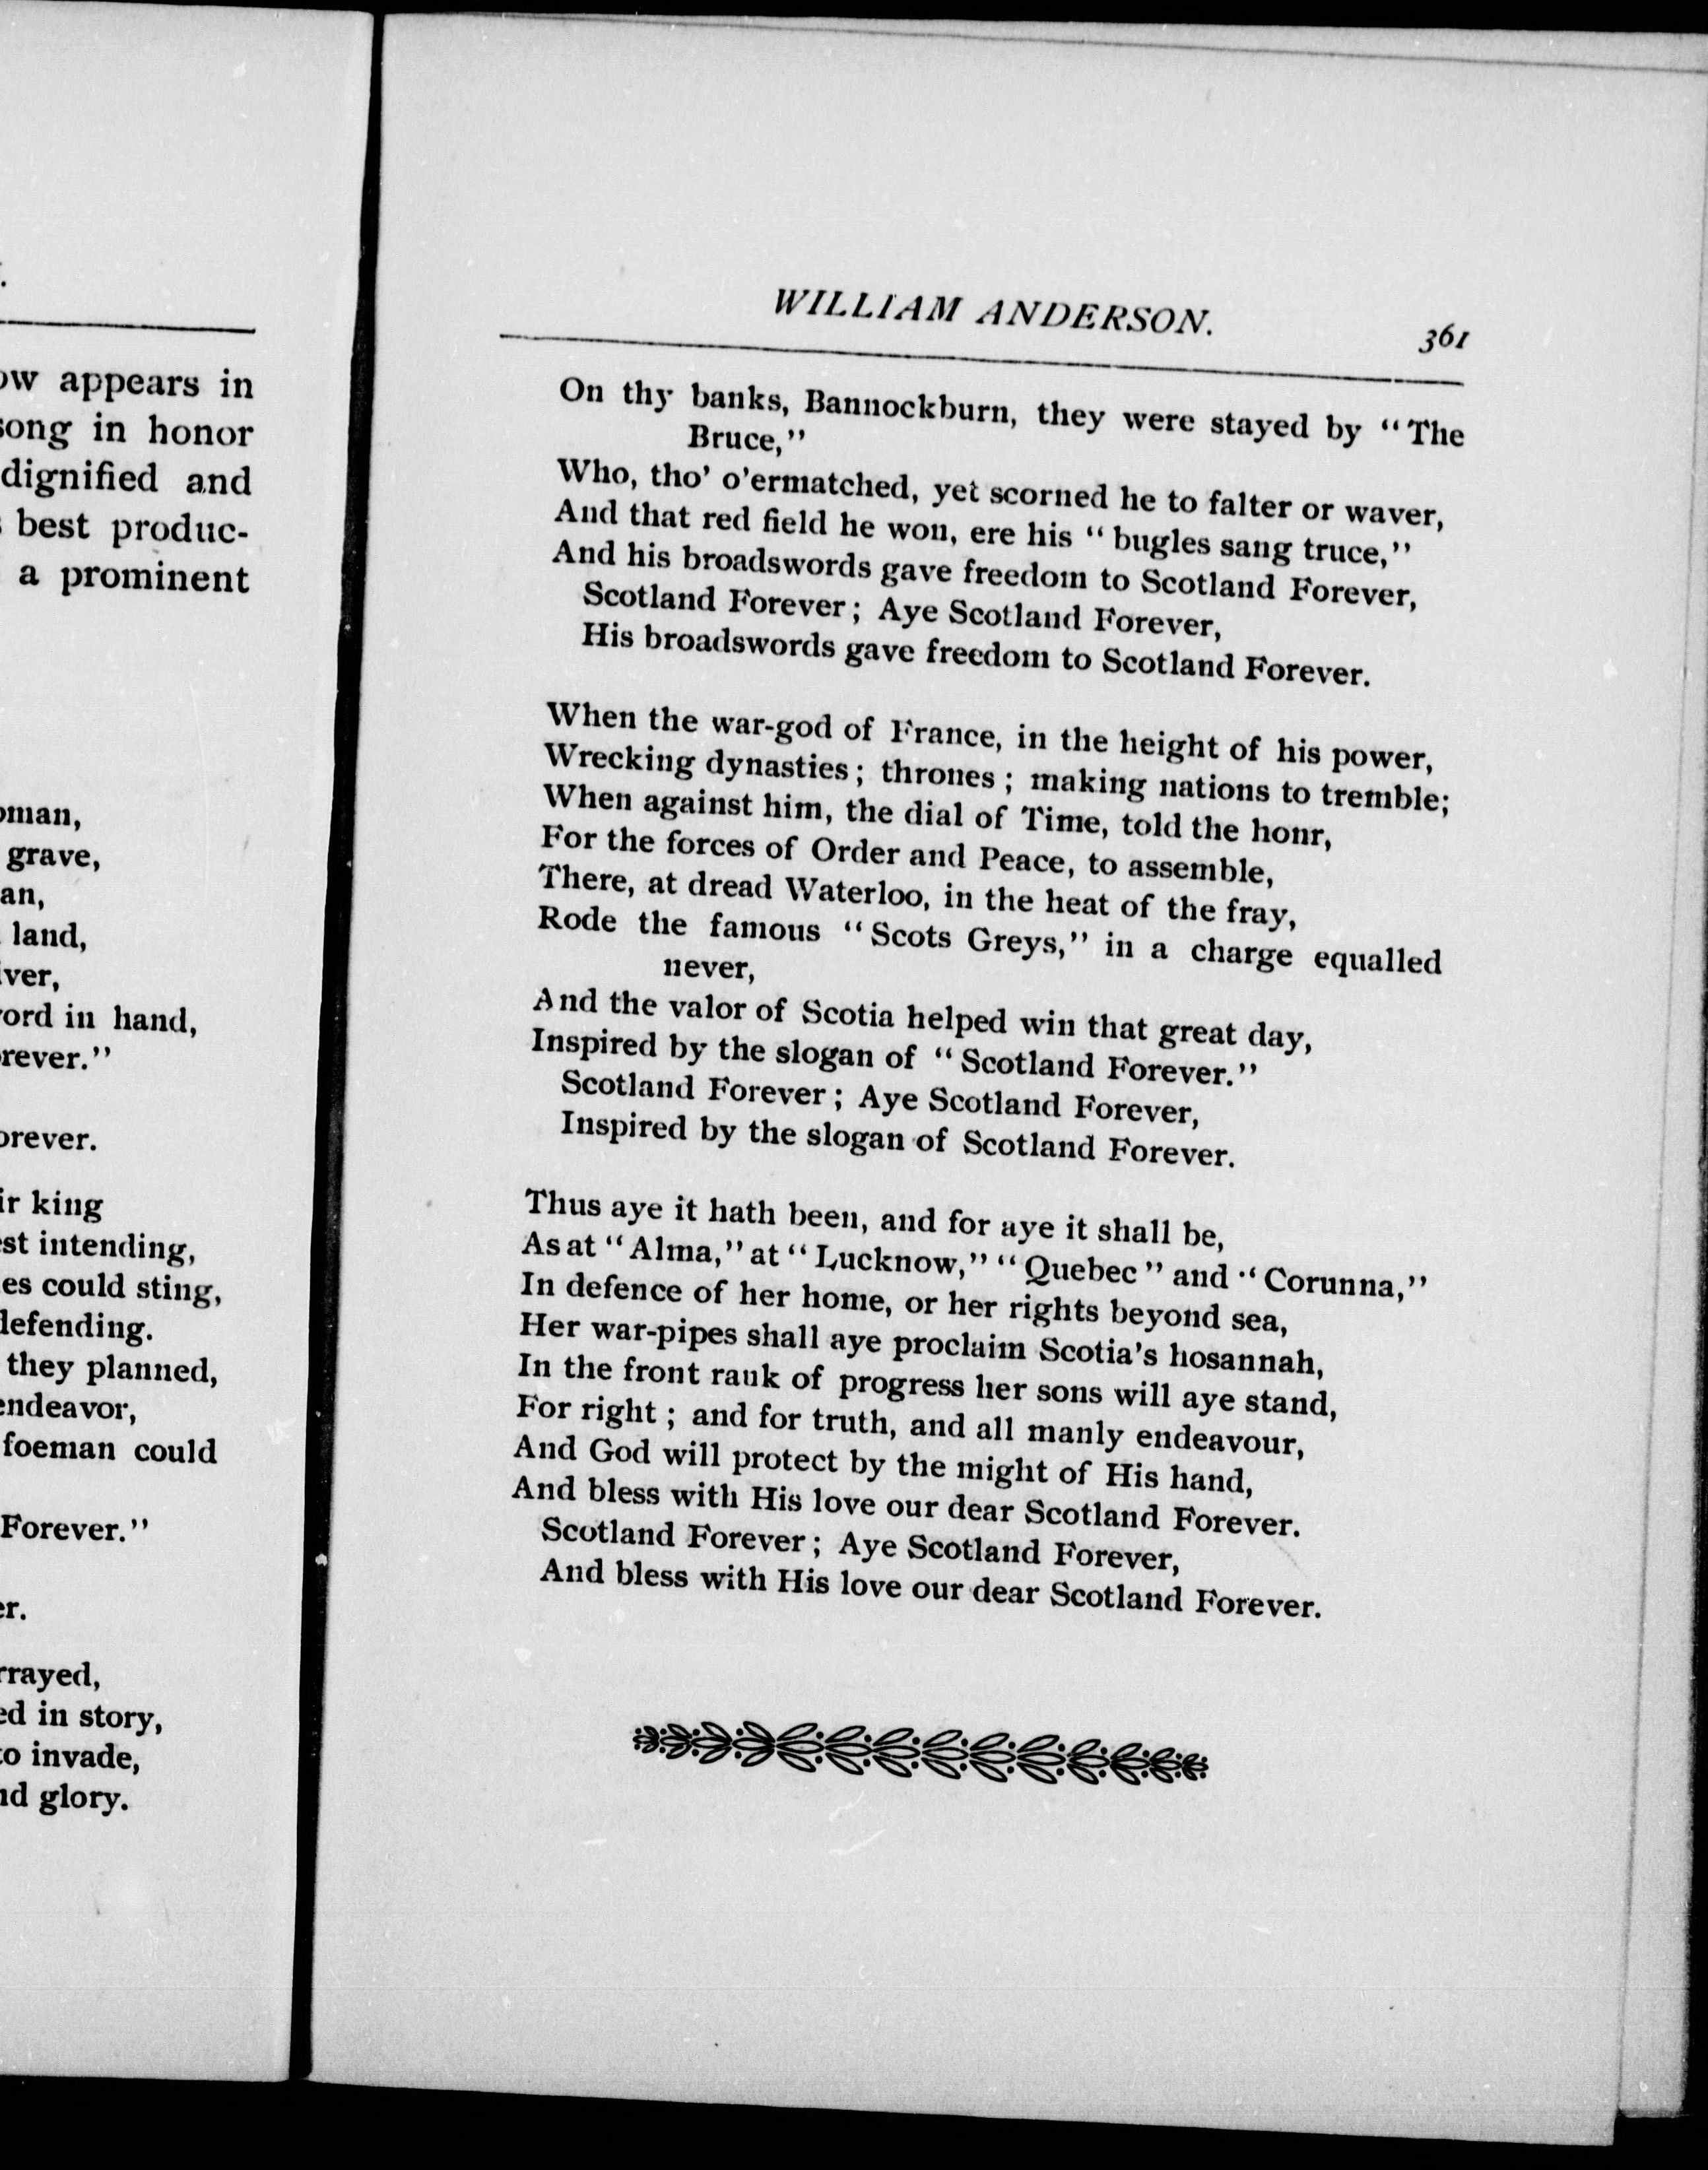 .
ow appears in
song in honor
dignified and
best produc-
a prominent
oman,
grave,
an,
land,
iver,
ord in hand,
rever."
orever.
ir king
st intending,
es could sting,
defending.
they planned,
endeavor,
foeman could
Forever."
er.
rrayed,
ed in story,
to invade,
nd glory.
WILLIAM ANDERSON. 361
On thy banks, Bannockburn, they were stayed by "The
Bruce,"
Who, tho' o'ermatched, yet scorned he to falter or waver,
And that red field he won, ere his "bugles sang truce,"
And his broadswords gave freedom to Scotland Forever,
Scotland Forever; Aye Scotland Forever,
His broadswords gave freedom to Scotland Forever.
When the war-god of France, in the height of his power,
Wrecking dynasties; thrones; making nations to tremble;
When against him, the dial of Time, told the honr,
For the forces of Order and Peace, to assemble,
There, at dread Waterloo, in the heat of the fray,
Rode the famous "Scots Greys," in a charge equalled
never,
And the valor of Scotia helped win that great day,
Inspired by the slogan of "Scotland Forever."
Scotland Forever; Aye Scotland Forever,
Inspired by the slogan of Scotland Forever.
Thus aye it hath been, and for aye it shall be,
As at "Alma," at "Lucknow," "Quebec" and "Corunna,"
In defence of her home, or her rights beyond sea,
Her war-pipes shall aye proclaim Scotia's hosannah,
In the front rank of progress her sons will aye stand,
For right; and for truth, and all manly endeavour,
And God will protect by the might of His hand,
And bless with His love our dear Scotland Forever.
Scotland Forever; Aye Scotland Forever,
And bless with His love our dear Scotland Forever.